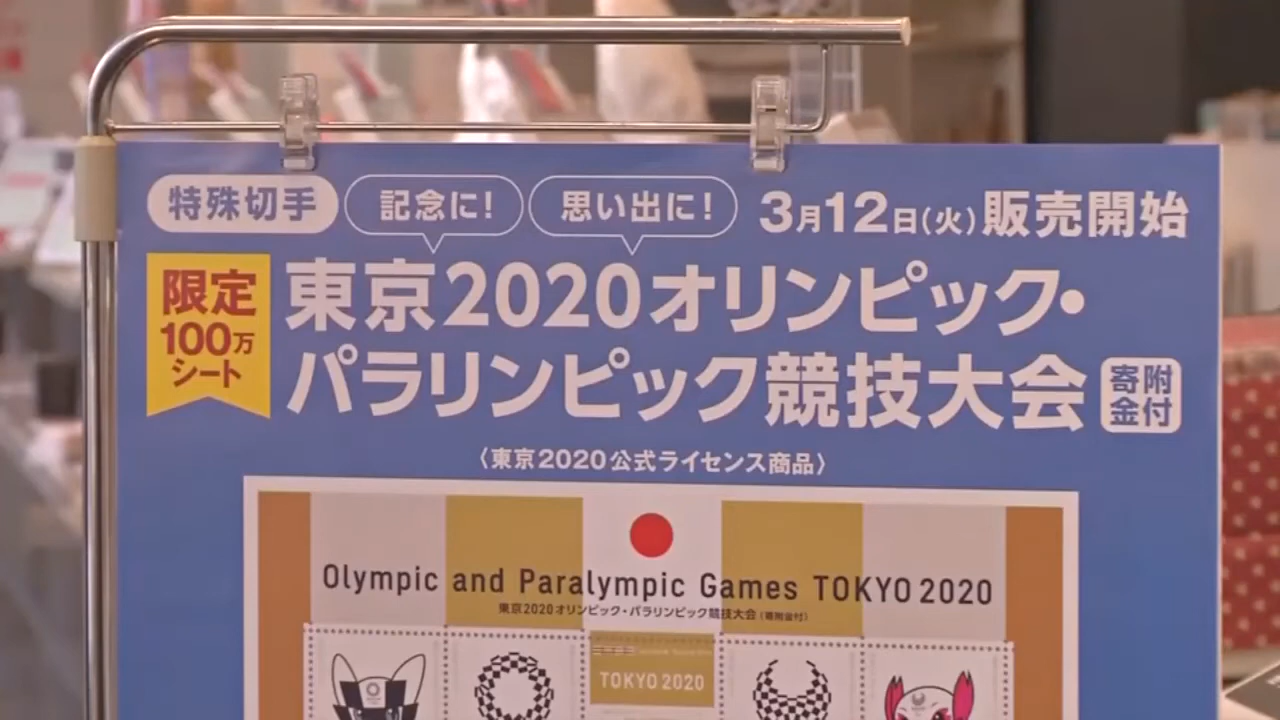 特殊切手 記念に! 思い出に! 3月12日(火)販売開始
限定
100万
シート
東京2020オリンピック・
パラリンピック競技大会
寄附
金付
〈東京2020公式ライセンス商品〉
Olympic and Paralympic Games TOKYO 2020
東京2020オリンピック・パラリンピック競技大会(寄附金付)
TOKYO 2020